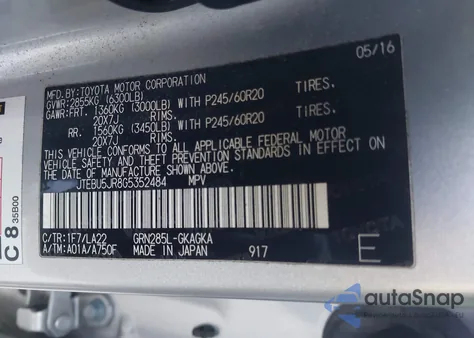 05/16
MFD.BY: TOYOTA MOTOR CORPORATION
GVWR: 2855KG (6300LB)
GAWR:FRT. 1360KG (3000LB) WITH P245/60R20 TIRES.
20X7J RIMS.
RR. 1560KG (3450LB) WITH P245/60R20 TIRES.
20X7J RIMS.
THIS VEHICLE CONFORMS TO ALL APPLICABLE FEDERAL MOTOR
VEHICLE SAFETY AND THEFT PREVENTION STANDARDS IN EFFECT ON
THE DATE OF MANUFACTURE SHOWN ABOVE.
JTEBU5JR8G5352484 MPV
C/TR: 1F7/LA22 GRN285L-GKAGKA
A/TM: A01A/A750F MADE IN JAPAN 917
E
C 8 35B00
autoSnap